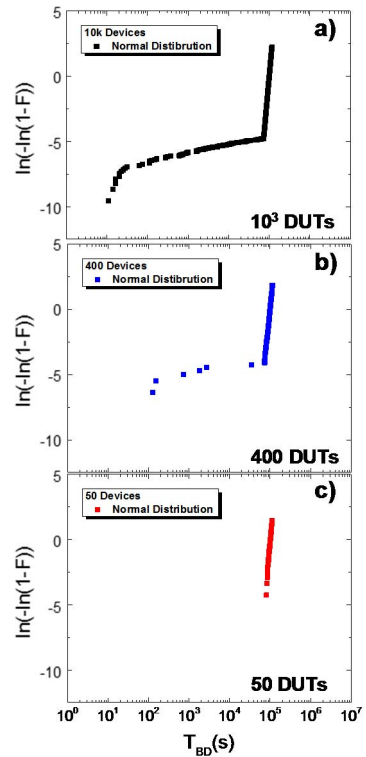 5
0
-5
-10
ln(-ln(1-F))
10k Devices
Normal Distibrution
a)
10³ DUTs
5
0
-5
-10
ln(-ln(1-F))
400 Devices
Normal Distibrution
b)
400 DUTs
5
0
-5
-10
ln(-ln(1-F))
50 Devices
Normal Distribution
c)
50 DUTs
10⁰ 10¹ 10² 10³ 10⁴ 10⁵ 10⁶ 10⁷
T_BD(s)